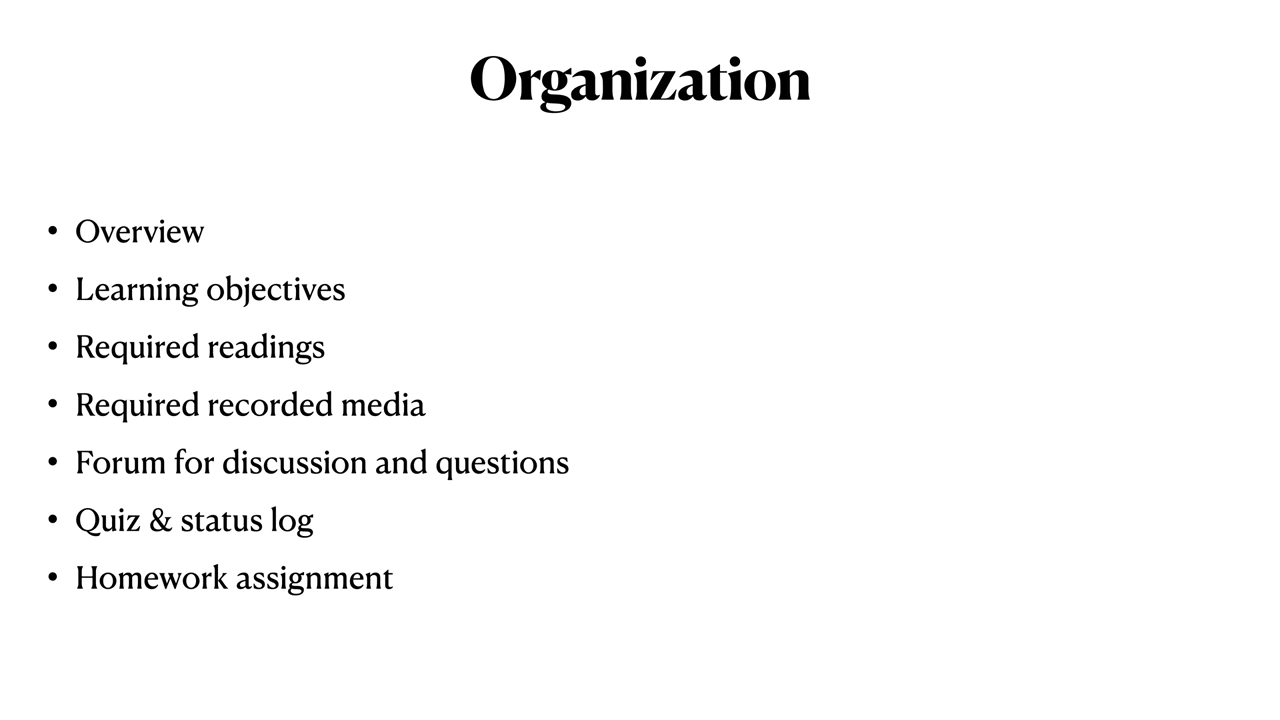 Organization
• Overview
• Learning objectives
• Required readings
• Required recorded media
• Forum for discussion and questions
• Quiz & status log
• Homework assignment